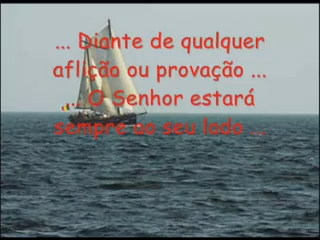 ... Diante de qualquer
aflição ou provação ...
... O Senhor estará
sempre ao seu lado ...